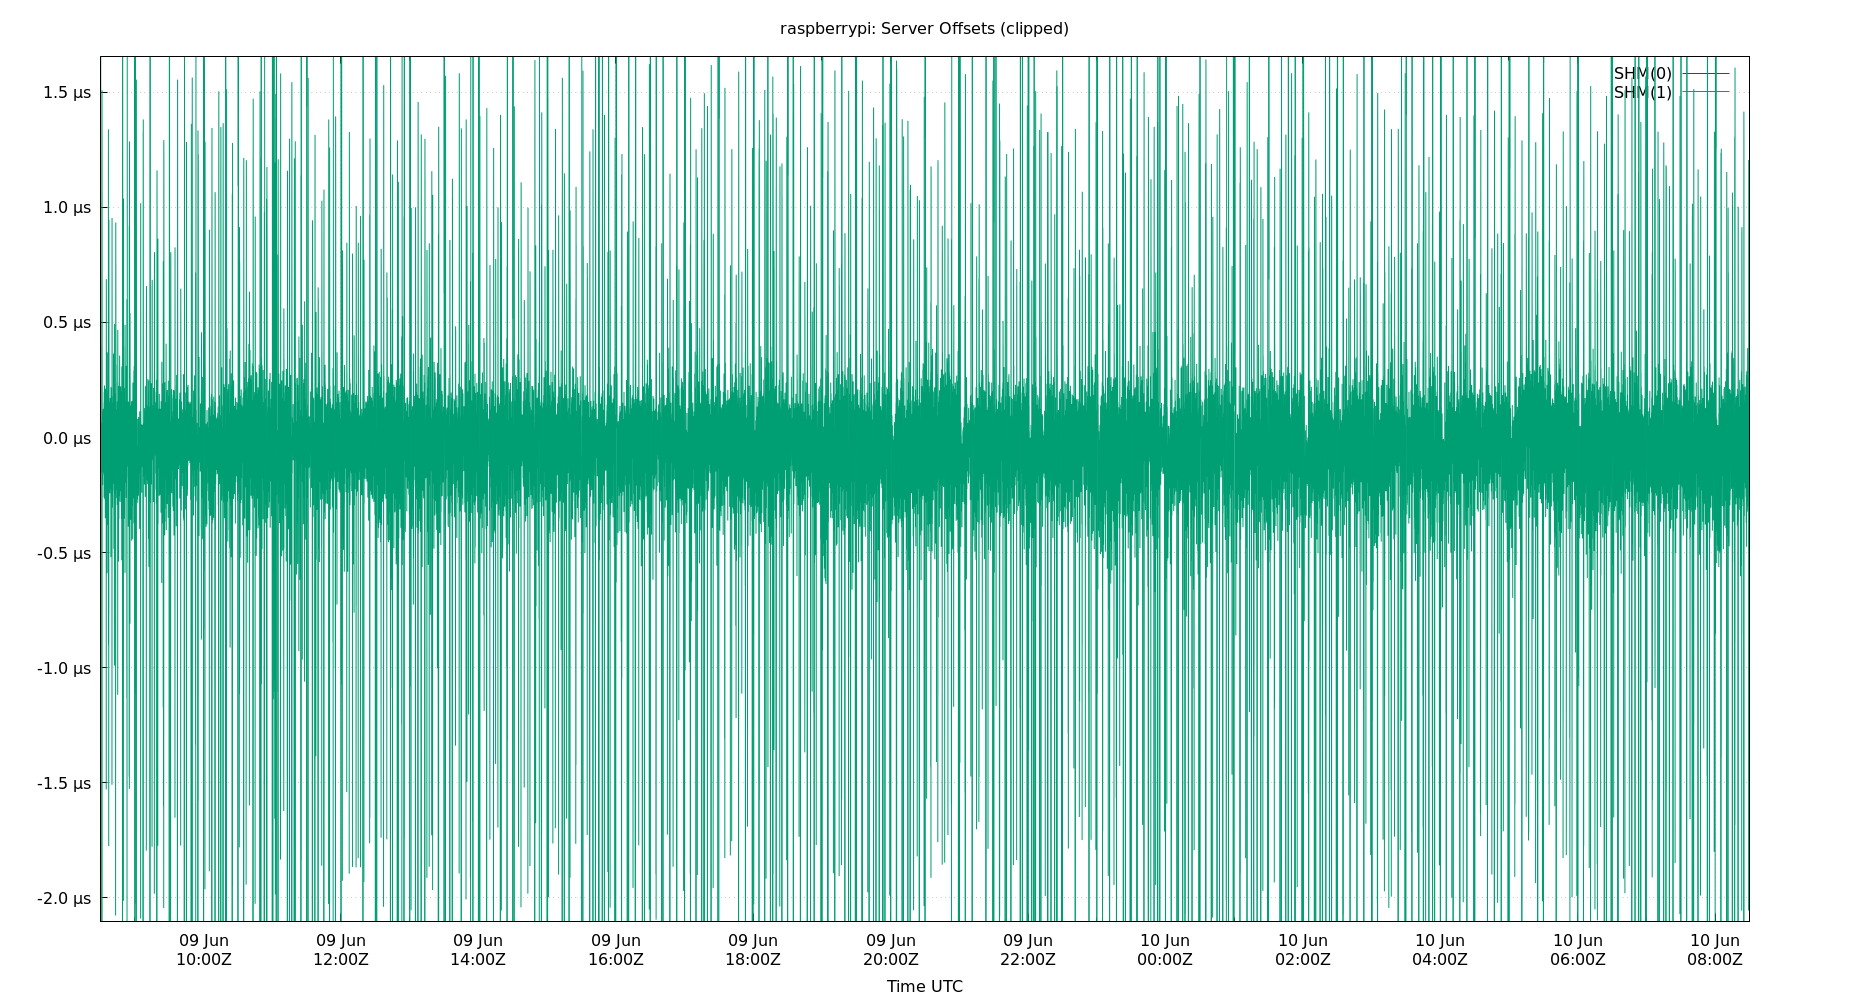 raspberrypi: Server Offsets (clipped)
SHM(0)
SHM(1)
1.5 µs
1.0 µs
0.5 µs
0.0 µs
-0.5 µs
-1.0 µs
-1.5 µs
-2.0 µs
09 Jun 09 Jun 09 Jun 09 Jun 09 Jun 09 Jun 09 Jun 10 Jun 10 Jun 10 Jun 10 Jun 10 Jun
10:00Z 12:00Z 14:00Z 16:00Z 18:00Z 20:00Z 22:00Z 00:00Z 02:00Z 04:00Z 06:00Z 08:00Z
Time UTC